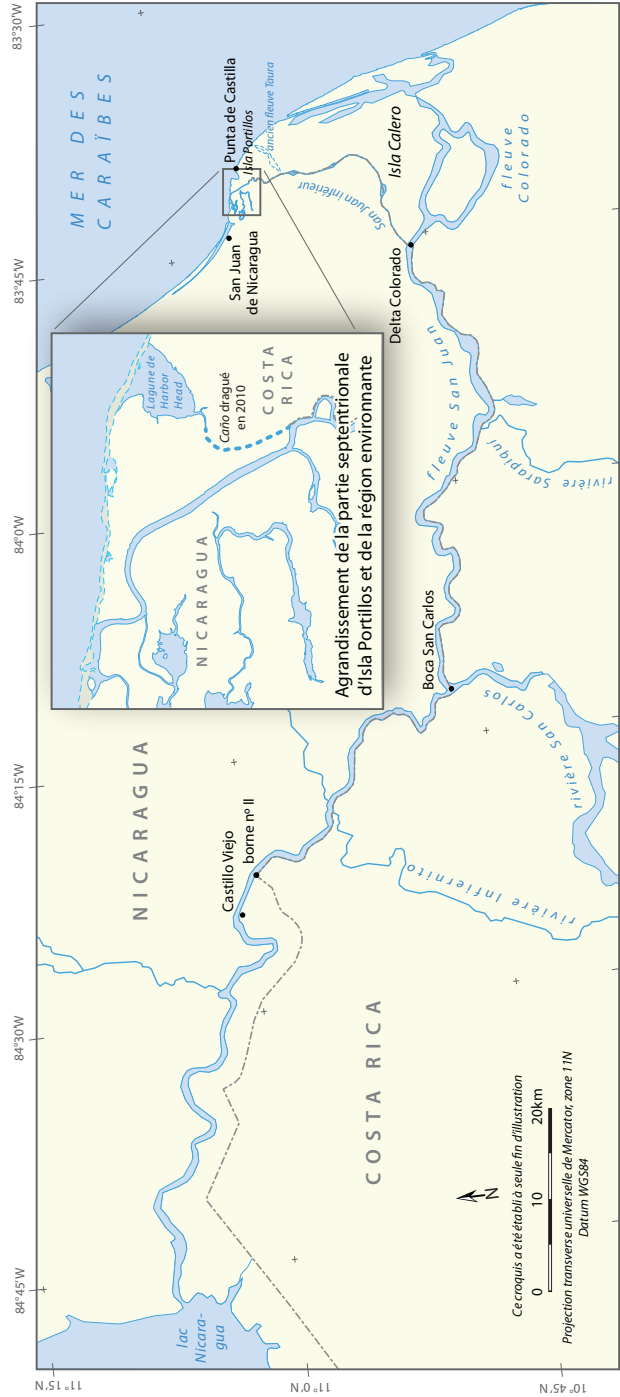 84°45'W
84°30'W
84°15'W
84°0'W
83°45'W
83°30'W
11°15'N
11°0'N
10°45'N
MER DES
CARAÏBES
NICARAGUA
COSTA RICA
lac
Nicara-
gua
Castillo Viejo
borne nº II
rivière Infiernito
Boca San Carlos
rivière San Carlos
fleuve San Juan
rivière Sarapiquí
Delta Colorado
San Juan
de Nicaragua
Punta de Castilla
Isla Portillos
ancien fleuve Taura
San Juan inférieur
Isla Calero
fleuve
Colorado
Lagune de
Harbor
Head
Caño dragué
en 2010
COSTA
RICA
NICARAGUA
Agrandissement de la partie septentrionale
d'Isla Portillos et de la région environnante
N
Ce croquis a été établi à seule fin d'illustration
0 10 20km
Projection transverse universelle de Mercator, zone 11N
Datum WGS84